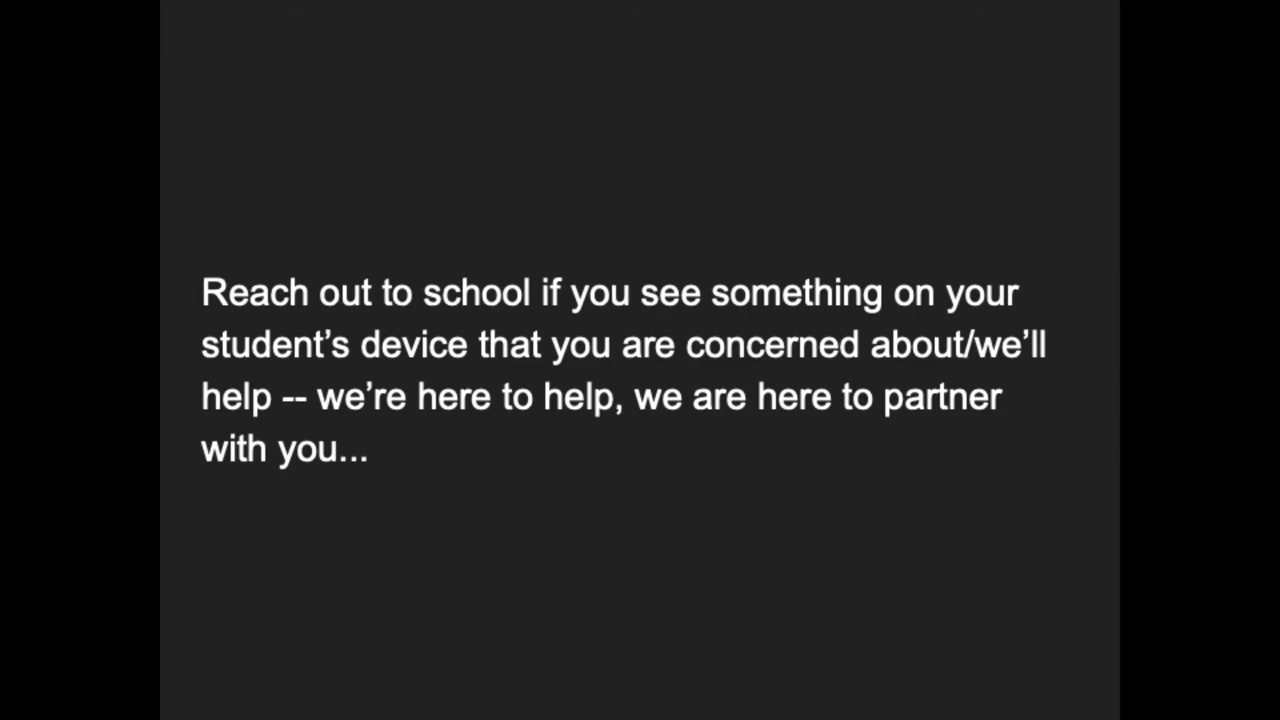 Reach out to school if you see something on your
student’s device that you are concerned about/we’ll
help -- we’re here to help, we are here to partner
with you...